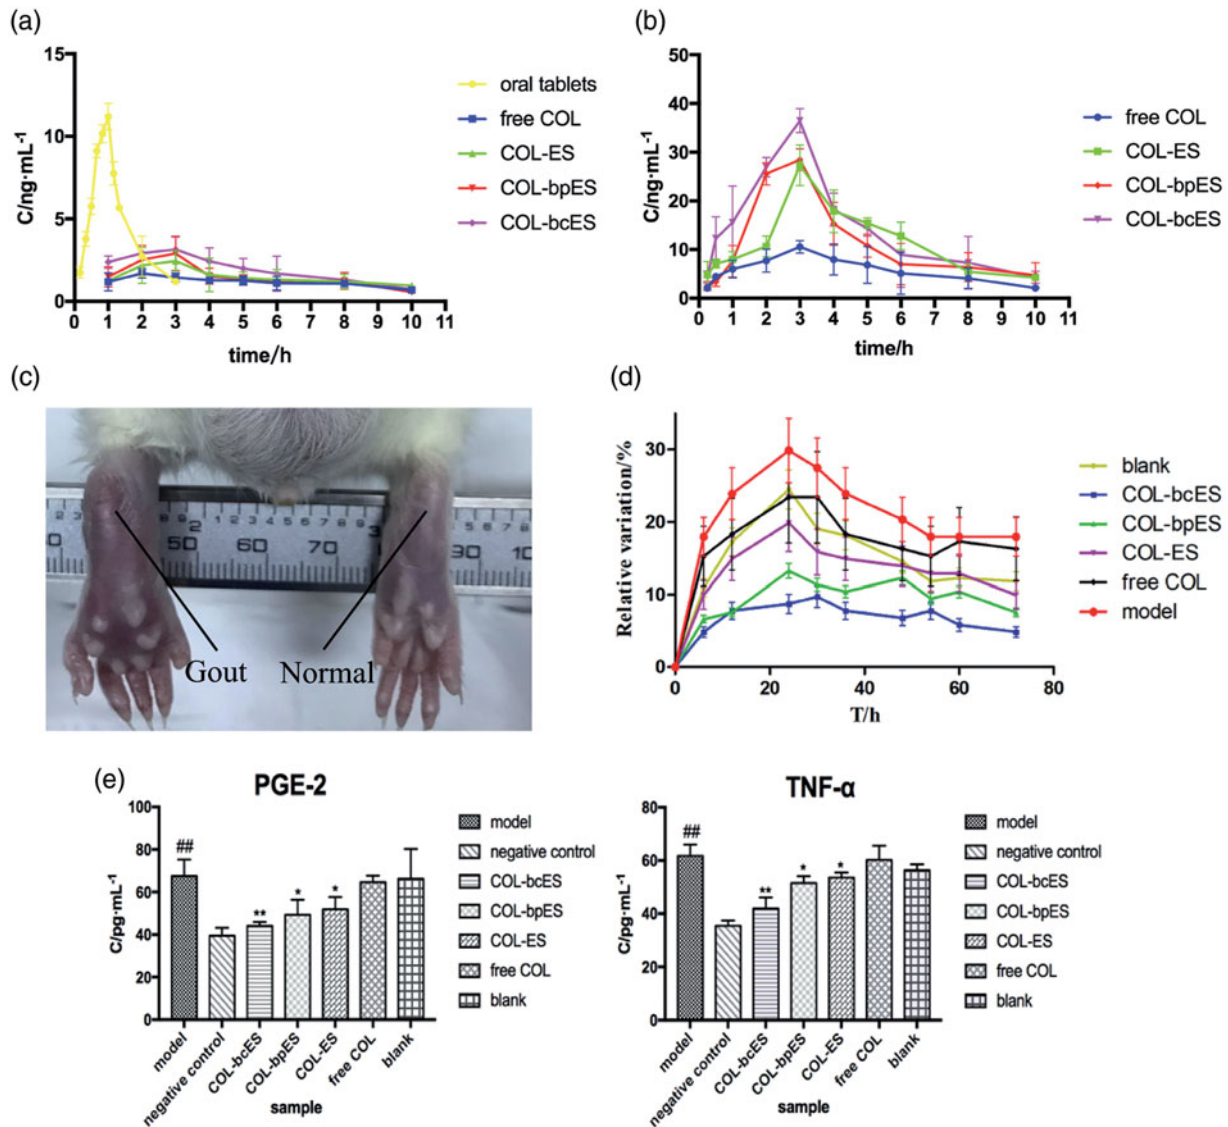 (a)
15
10
5
0
C/ng·mL⁻¹
0 1 2 3 4 5 6 7 8 9 10 11
time/h
oral tablets
free COL
COL-ES
COL-bpES
COL-bcES
(b)
50
40
30
20
10
0
C/ng·mL⁻¹
0 1 2 3 4 5 6 7 8 9 10 11
time/h
free COL
COL-ES
COL-bpES
COL-bcES
(c)
50 60 70
Gout Normal
(d)
30
20
10
0
Relative variation/%
0 20 40 60 80
T/h
blank
COL-bcES
COL-bpES
COL-ES
free COL
model
(e)
PGE-2
100
80
60
40
20
0
C/pg·mL⁻¹
##
**
*
*
model
negative control
COL-bcES
COL-bpES
COL-ES
free COL
blank
sample
model
negative control
COL-bcES
COL-bpES
COL-ES
free COL
blank
TNF-α
80
60
40
20
0
C/pg·mL⁻¹
##
**
*
*
model
negative control
COL-bcES
COL-bpES
COL-ES
free COL
blank
sample
model
negative control
COL-bcES
COL-bpES
COL-ES
free COL
blank